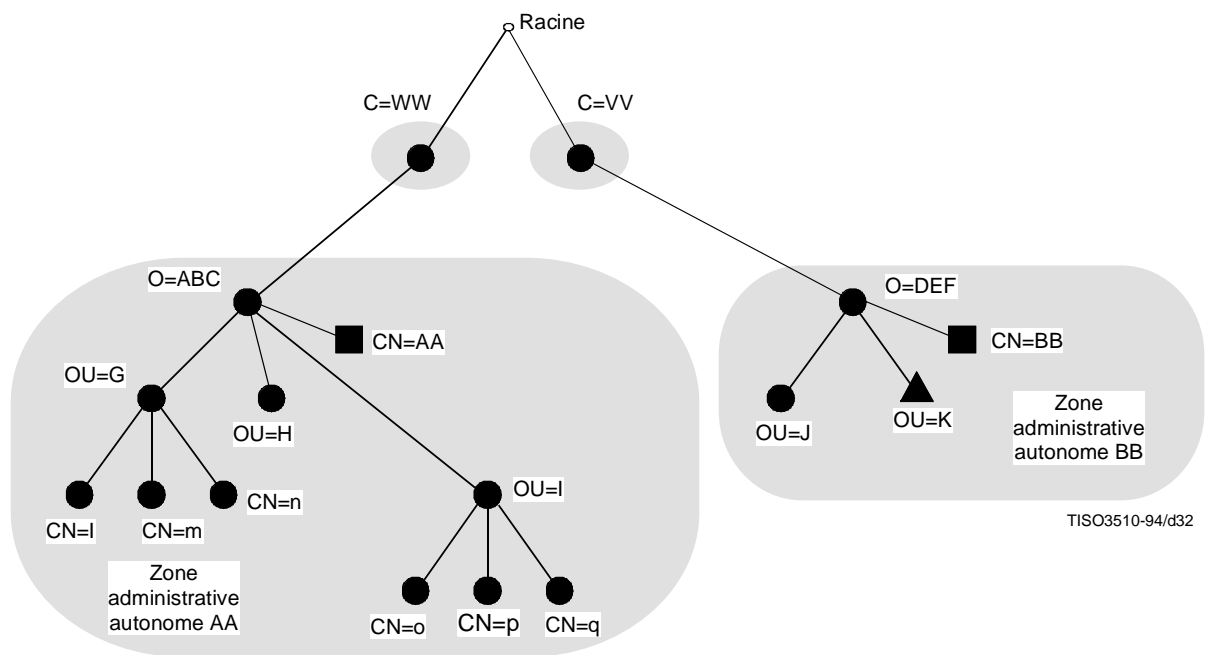 Racine
C=WW
C=VV
O=ABC
O=DEF
CN=AA
CN=BB
OU=G
OU=H
OU=J
OU=K
Zone
administrative
autonome BB
OU=I
CN=n
CN=l
CN=m
TISO3510-94/d32
Zone
administrative
autonome AA
CN=o
CN=p
CN=q